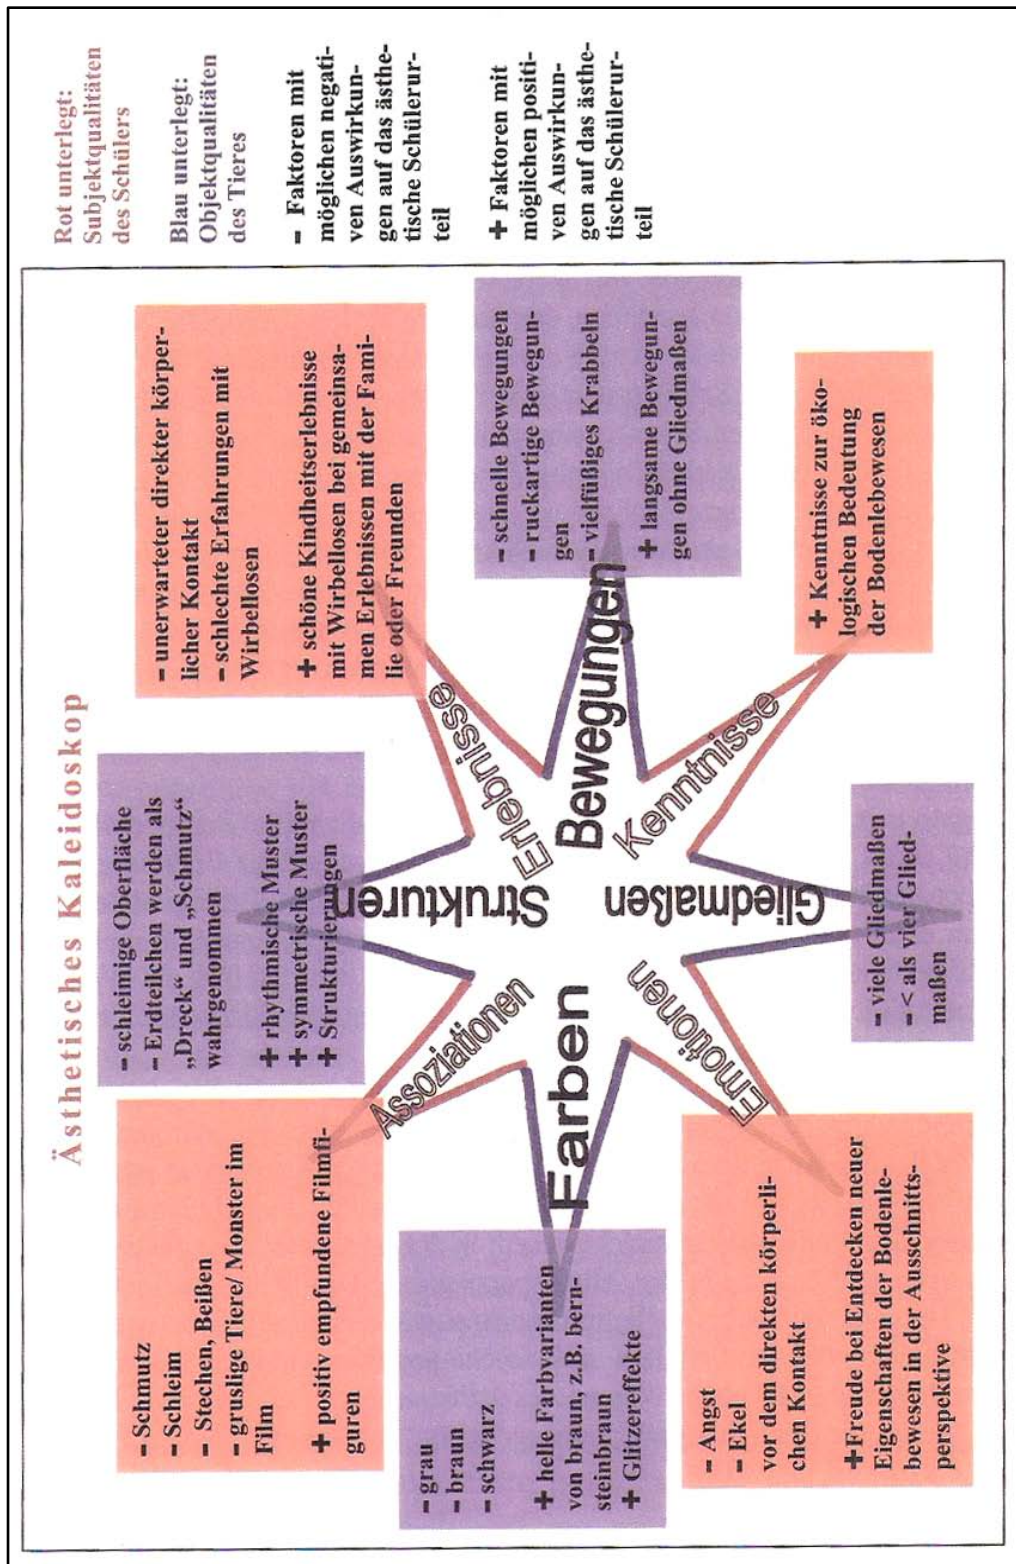 Ästhetisches Kaleidoskop
– Schmutz
– Schleim
– Stechen, Beißen
– gruslige Tiere/ Monster im
Film
+ positiv empfundene Filmfi-
guren
– schleimige Oberfläche
– Erdteilchen werden als
„Dreck“ und „Schmutz“
wahrgenommen
+ rhythmische Muster
+ symmetrische Muster
+ Strukturierungen
– unerwarteter direkter körper-
licher Kontakt
– schlechte Erfahrungen mit
Wirbellosen
+ schöne Kindheitserlebnisse
mit Wirbellosen bei gemeinsa-
men Erlebnissen mit der Fami-
lie oder Freunden
Assoziationen
Strukturen
Erlebnisse
– grau
– braun
– schwarz
+ helle Farbvarianten
von braun, z.B. bern-
steinbraun
+ Glitzereffekte
Farben
Bewegungen
– schnelle Bewegungen
– ruckartige Bewegun-
gen
– vielfüßiges Krabbeln
+ langsame Bewegun-
gen ohne Gliedmaßen
Emotionen
Gliedmaßen
Kenntnisse
– Angst
– Ekel
vor dem direkten körperli-
chen Kontakt
+Freude bei Entdecken neuer
Eigenschaften der Bodenle-
bewesen in der Ausschnitts-
perspektive
– viele Gliedmaßen
– < als vier Glied-
maßen
+ Kenntnisse zur öko-
logischen Bedeutung
der Bodenlebewesen
Rot unterlegt:
Subjektqualitäten
des Schülers
Blau unterlegt:
Objektqualitäten
des Tieres
– Faktoren mit
möglichen negati-
ven Auswirkun-
gen auf das ästhe-
tische Schülerur-
teil
+ Faktoren mit
möglichen positi-
ven Auswirkun-
gen auf das ästhe-
tische Schülerur-
teil